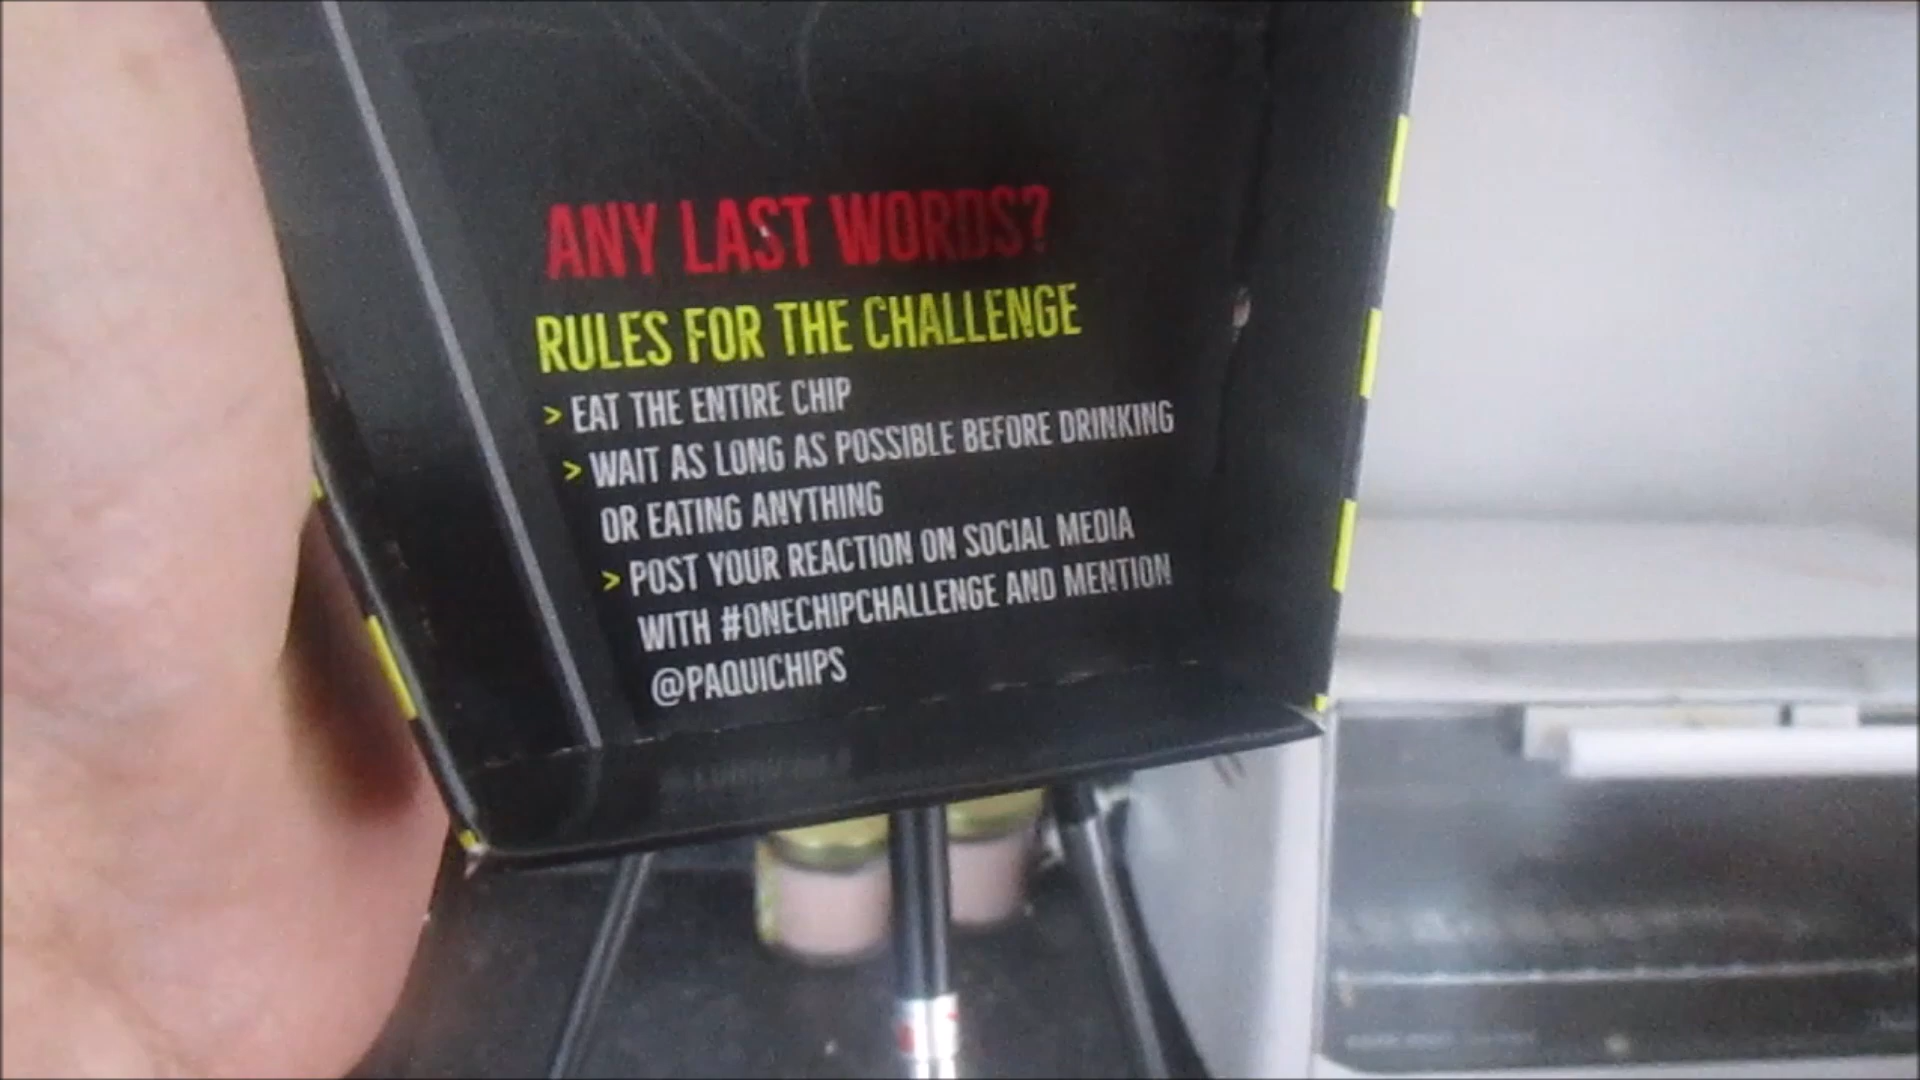 ANY LAST WORDS?
RULES FOR THE CHALLENGE
> EAT THE ENTIRE CHIP
> WAIT AS LONG AS POSSIBLE BEFORE DRINKING
OR EATING ANYTHING
> POST YOUR REACTION ON SOCIAL MEDIA
WITH #ONECHIPCHALLENGE AND MENTION
@PAQUICHIPS